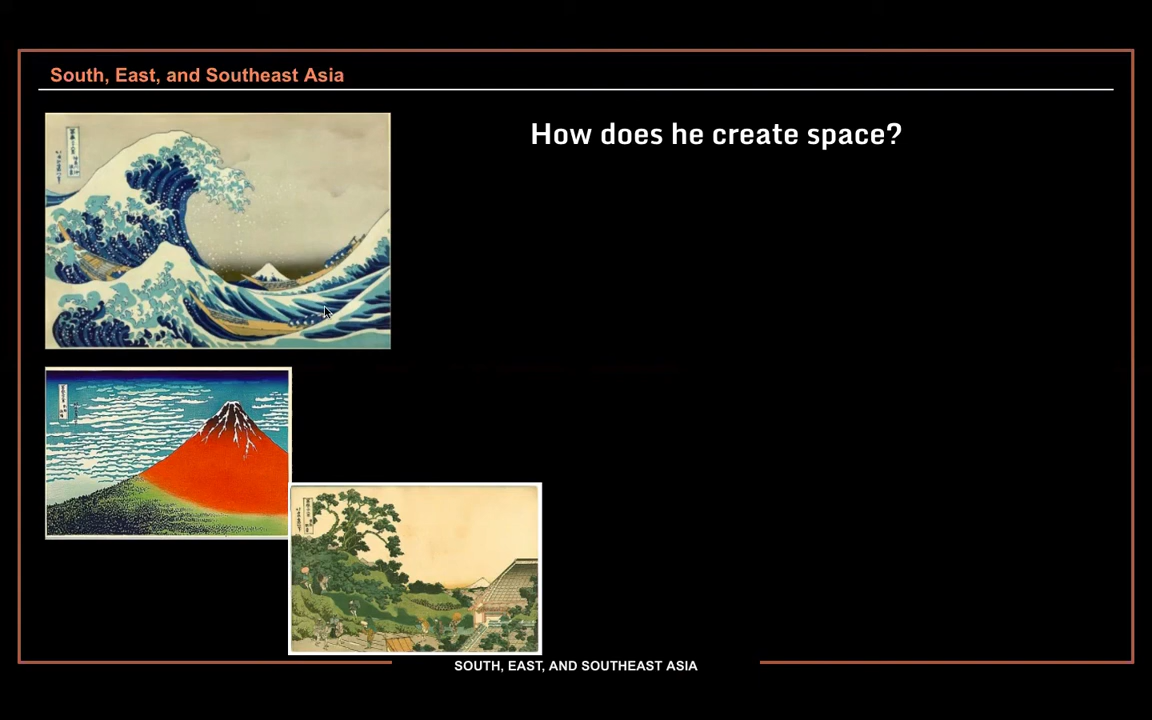 South, East, and Southeast Asia
How does he create space?
SOUTH, EAST, AND SOUTHEAST ASIA